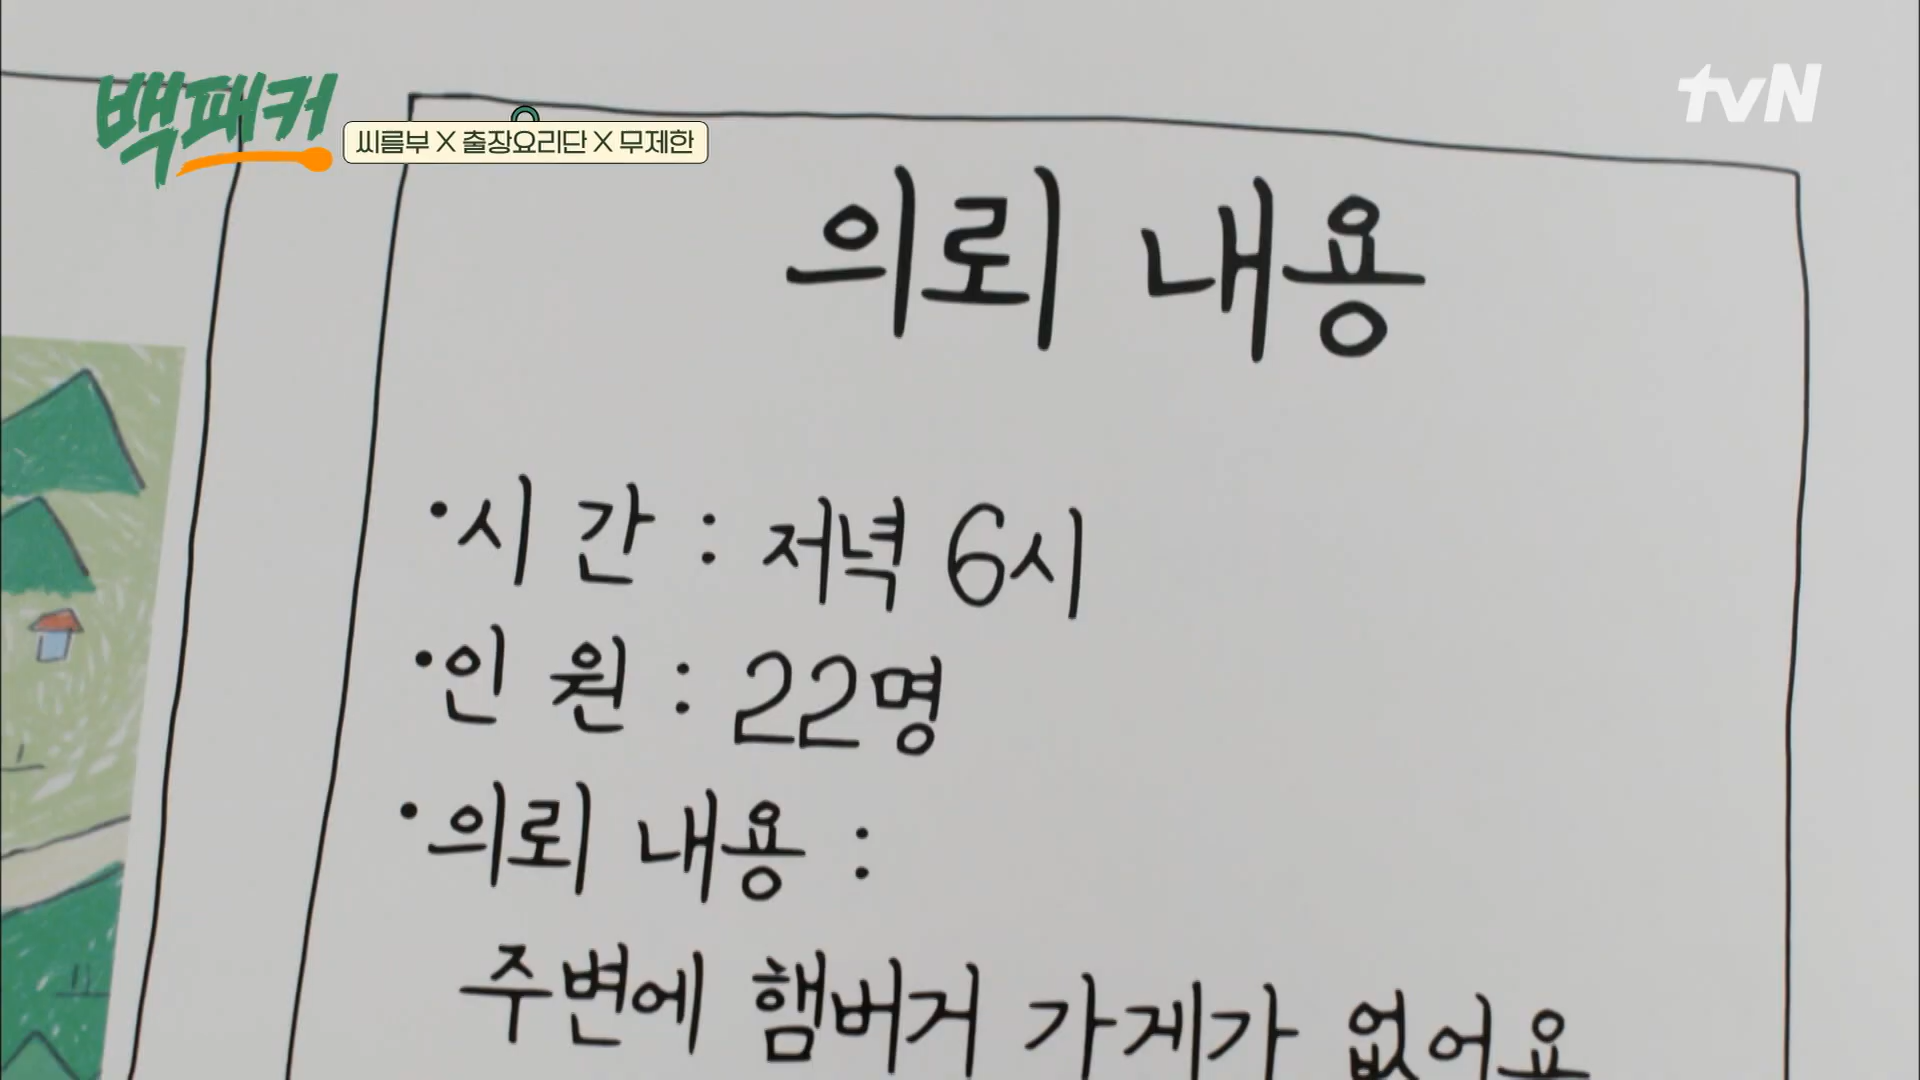 백패커
씨름부 X 출장요리단 X 무제한
tvN
의뢰 내용
·시 간 : 저녁 6시
·인 원 : 22명
·의뢰 내용 :
주변에 햄버거 가게가 없어요